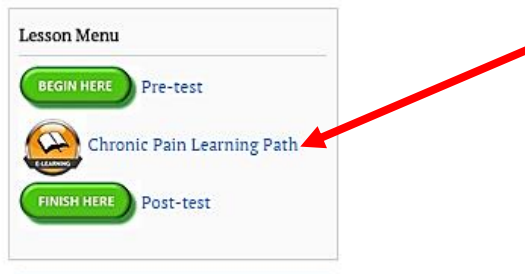 Lesson Menu
BEGIN HERE Pre-test
E-LEARNING
Chronic Pain Learning Path
FINISH HERE Post-test